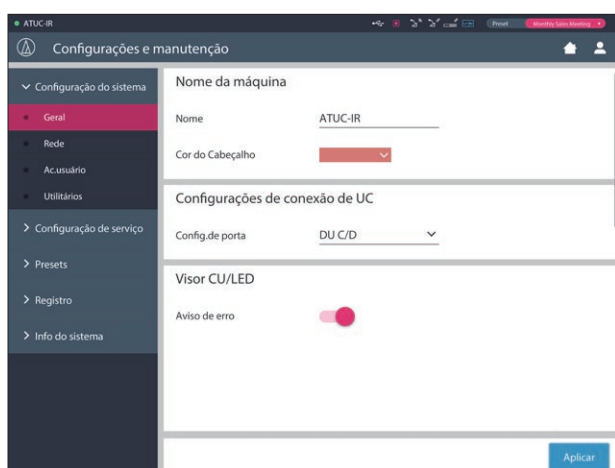 ATUC-IR
Preset Monthly Sales Meeting
Configurações e manutenção
Configuração do sistema
Geral
Rede
Ac.usuário
Utilitários
Configuração de serviço
Presets
Registro
Info do sistema
Nome da máquina
Nome ATUC-IR
Cor do Cabeçalho
Configurações de conexão de UC
Config.de porta DU C/D
Visor CU/LED
Aviso de erro
Aplicar